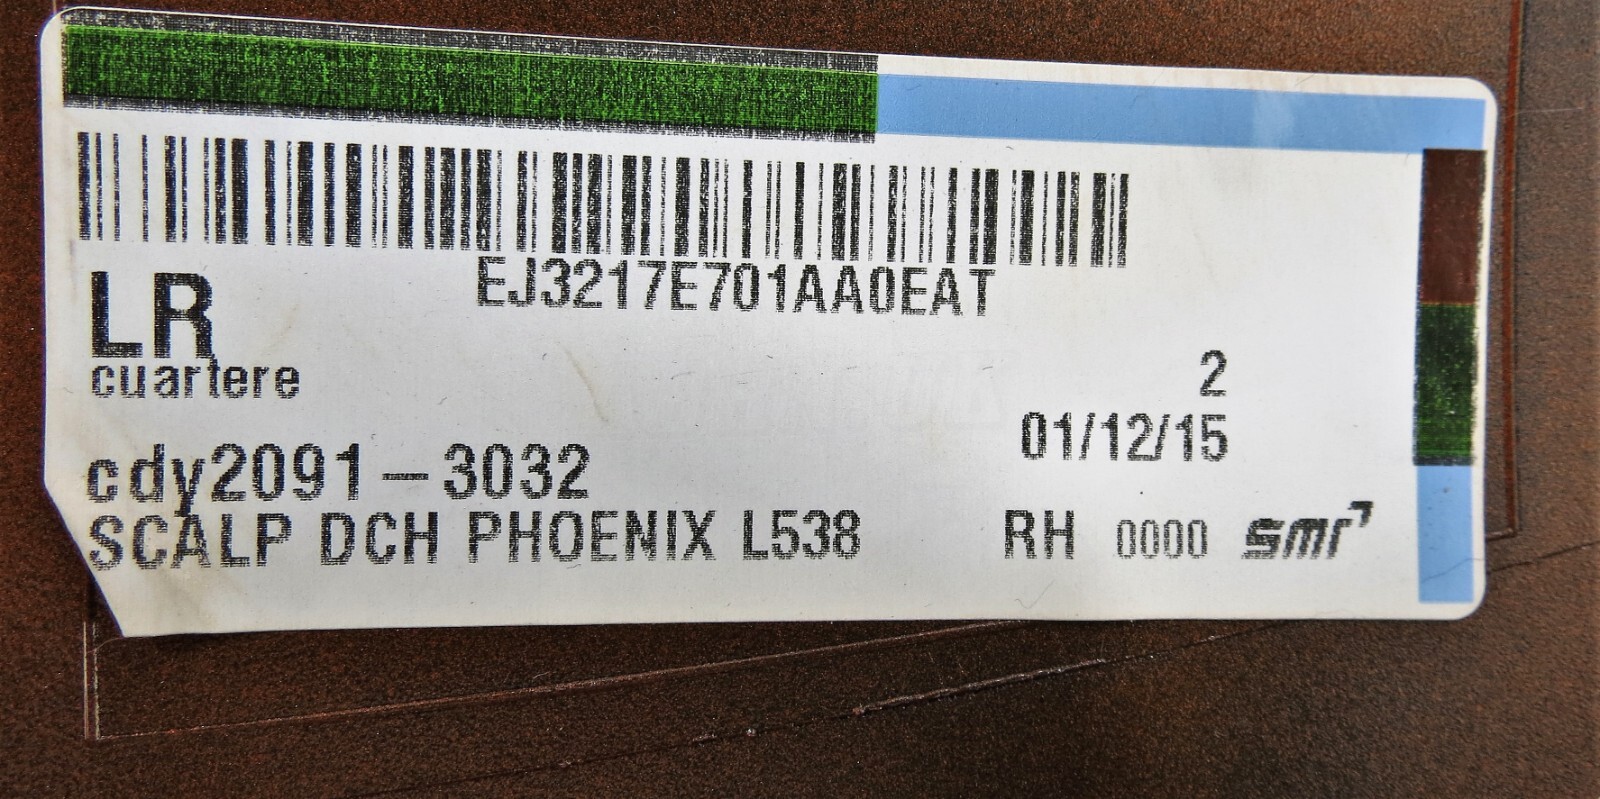 EJ3217E701AA0EAT
LR
cuartere
2
01/12/15
cdy2091-3032
SCALP DCH PHOENIX L538 RH 0000 smr